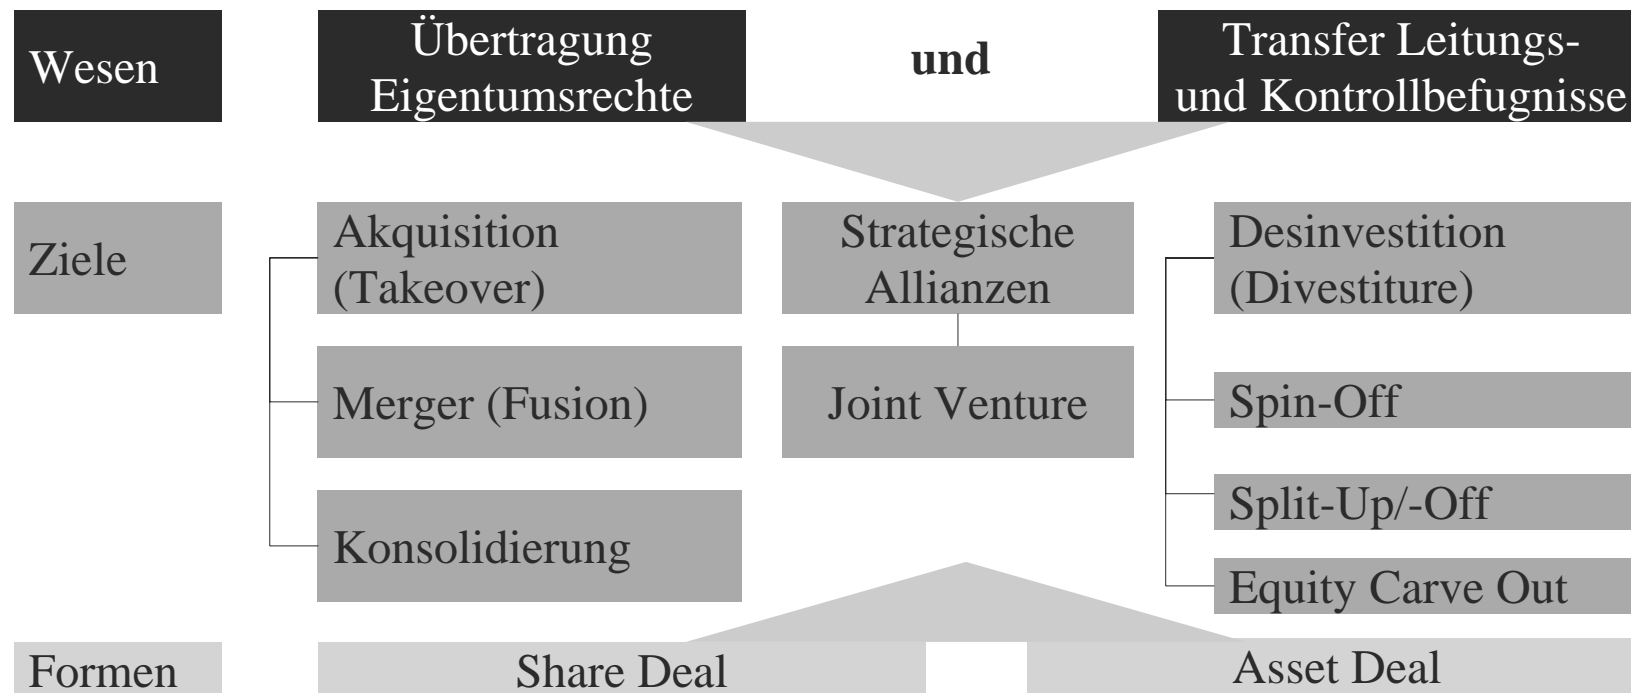 Wesen
Übertragung
Eigentumsrechte
und
Transfer Leitungs-
und Kontrollbefugnisse
Ziele
Akquisition
(Takeover)
Strategische
Allianzen
Desinvestition
(Divestiture)
Merger (Fusion)
Joint Venture
Spin-Off
Split-Up/-Off
Konsolidierung
Equity Carve Out
Formen
Share Deal
Asset Deal